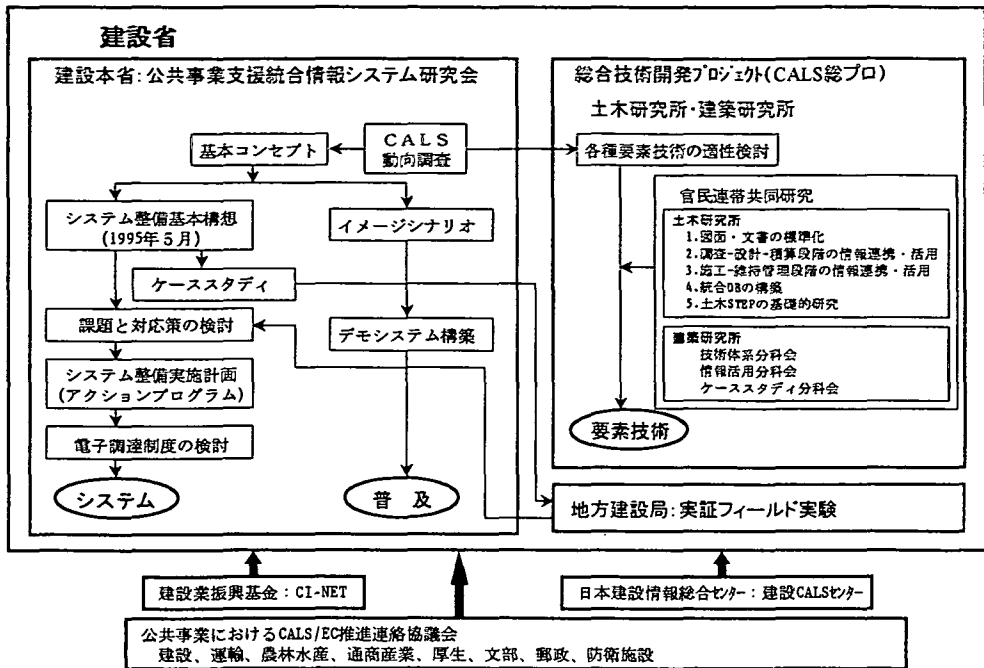 建設省
建設本省:公共事業支援統合情報システム研究会
基本コンセプト
CALS
動向調査
システム整備基本構想
(1995年5月)
イメージシナリオ
ケーススタディ
課題と対応策の検討
デモシステム構築
システム整備実施計画
(アクションプログラム)
電子調達制度の検討
システム
普及
総合技術開発プロジェクト(CALS総プロ)
土木研究所・建築研究所
各種要素技術の適性検討
官民連帯共同研究
土木研究所
1.図面・文書の標準化
2.調査-設計-積算段階の情報連携・活用
3.施工-維持管理段階の情報連携・活用
4.統合DBの構築
5.土木STEPの基礎的研究
建築研究所
技術体系分科会
情報活用分科会
ケーススタディ分科会
要素技術
地方建設局:実証フィールド実験
建設業振興基金:CI-NET
日本建設情報総合センター:建設CALSセンター
公共事業におけるCALS/EC推進連絡協議会
建設、運輸、農林水産、通商産業、厚生、文部、郵政、防衛施設